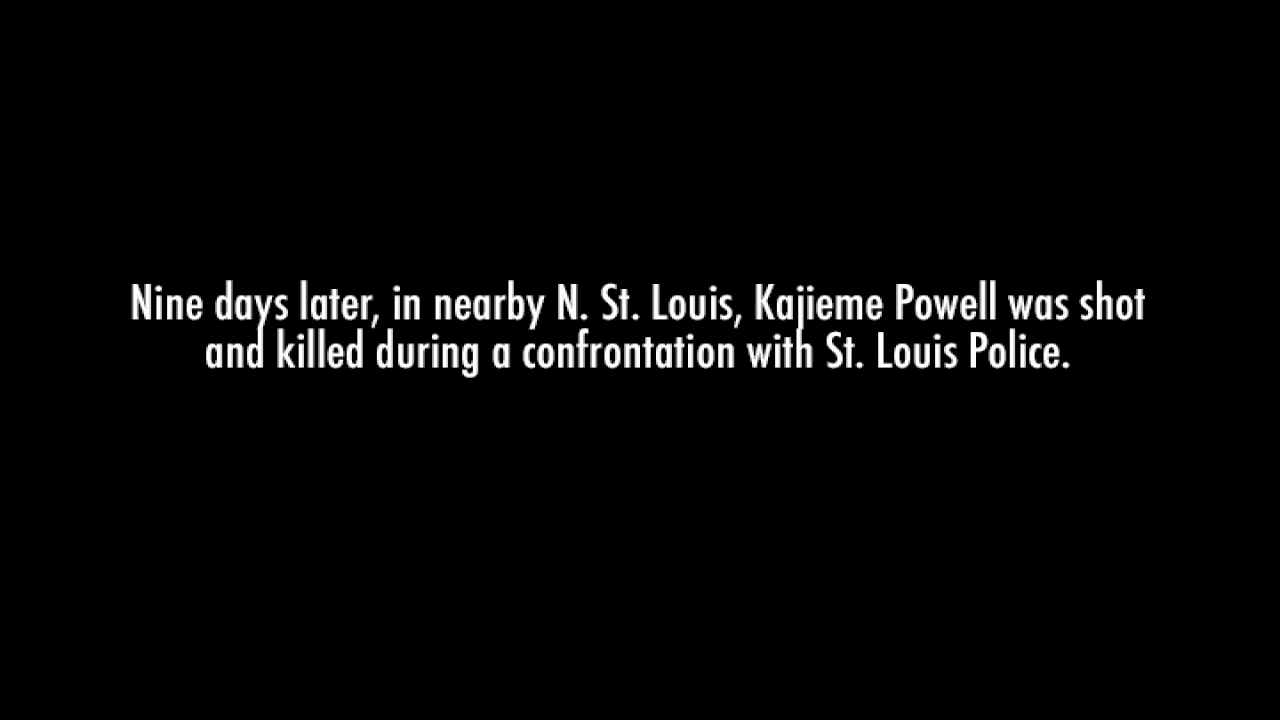 Nine days later, in nearby N. St. Louis, Kajieme Powell was shot
and killed during a confrontation with St. Louis Police.